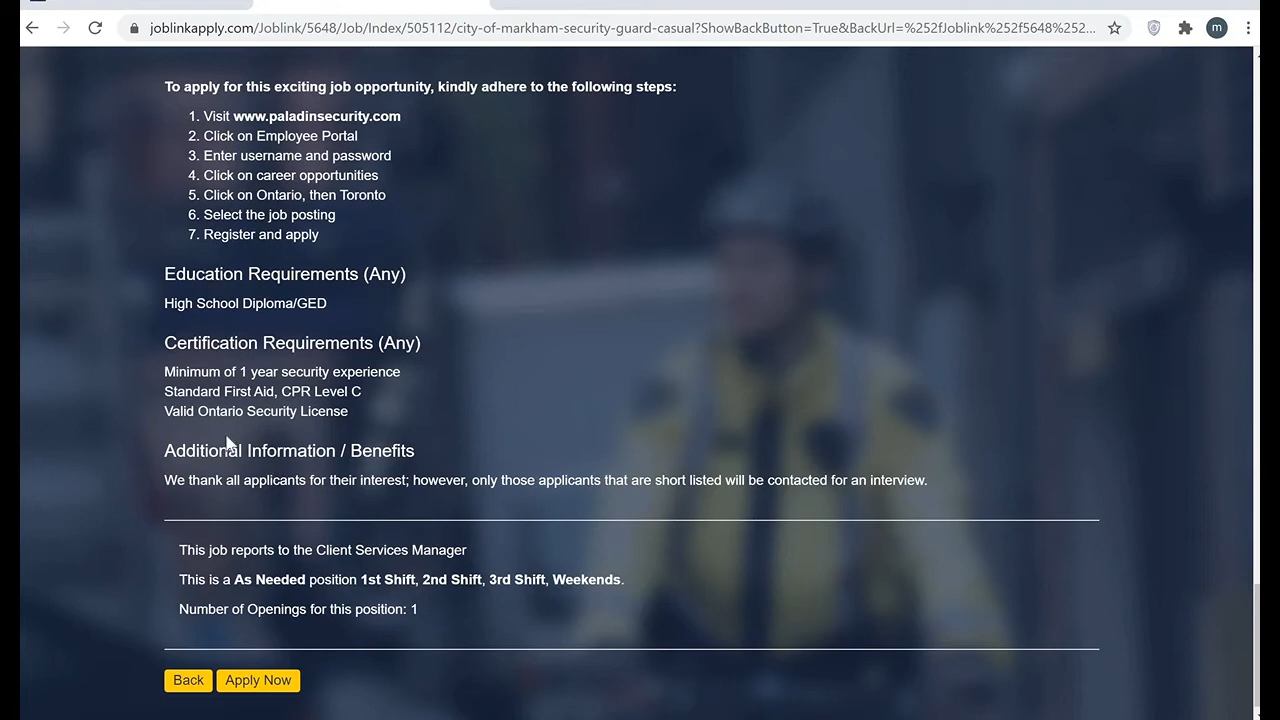 joblinkapply.com/Joblink/5648/Job/Index/505112/city-of-markham-security-guard-casual?ShowBackButton=True&BackUrl=%252fJoblink%252f5648%252...
m
To apply for this exciting job opportunity, kindly adhere to the following steps:
1. Visit www.paladinsecurity.com
2. Click on Employee Portal
3. Enter username and password
4. Click on career opportunities
5. Click on Ontario, then Toronto
6. Select the job posting
7. Register and apply
Education Requirements (Any)
High School Diploma/GED
Certification Requirements (Any)
Minimum of 1 year security experience
Standard First Aid, CPR Level C
Valid Ontario Security License
Additional Information / Benefits
We thank all applicants for their interest; however, only those applicants that are short listed will be contacted for an interview.
This job reports to the Client Services Manager
This is a As Needed position 1st Shift, 2nd Shift, 3rd Shift, Weekends.
Number of Openings for this position: 1
Back Apply Now